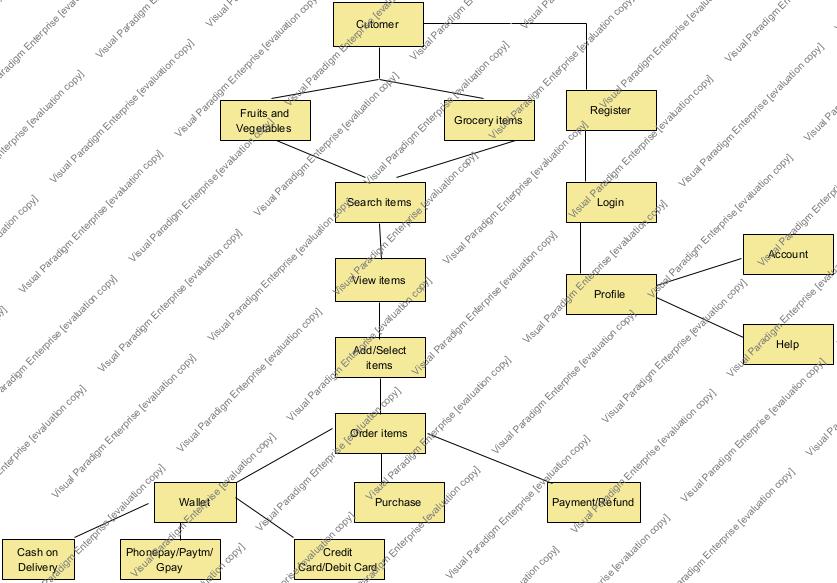 Cutomer
Fruits and
Vegetables
Grocery items
Register
Search items
Login
View items
Account
Profile
Add/Select
items
Help
Order items
Wallet
Purchase
Payment/Refund
Cash on
Delivery
Phonepay/Paytm/
Gpay
Credit
Card/Debit Card
Visual Paradigm Enterprise [evaluation copy]